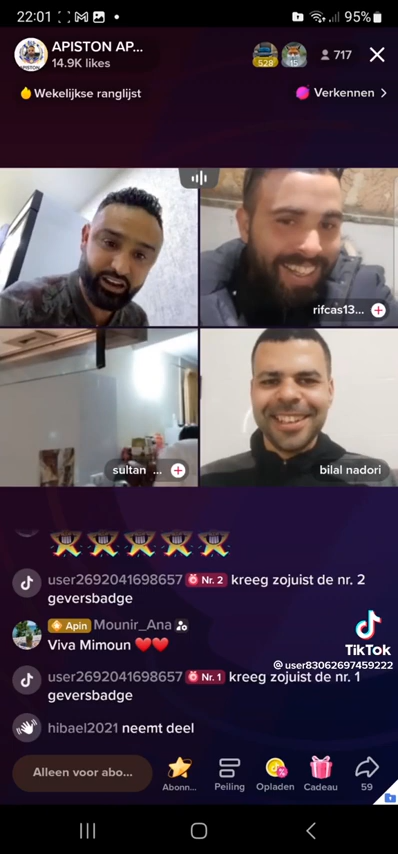 22:01
95%
APISTON AP...
14.9K likes
528
15
717
Wekelijkse ranglijst
Verkennen >
rifcas13...
sultan ...
bilal nadori
user2692041698657 Nr. 2 kreeg zojuist de nr. 2
geversbadge
Apin Mounir_Ana
Viva Mimoun ❤️❤️
TikTok
@user83062697459222
user2692041698657 Nr. 1 kreeg zojuist de nr. 1
geversbadge
hibael2021 neemt deel
Alleen voor abo...
Abonn...
Peiling
Opladen
Cadeau
59